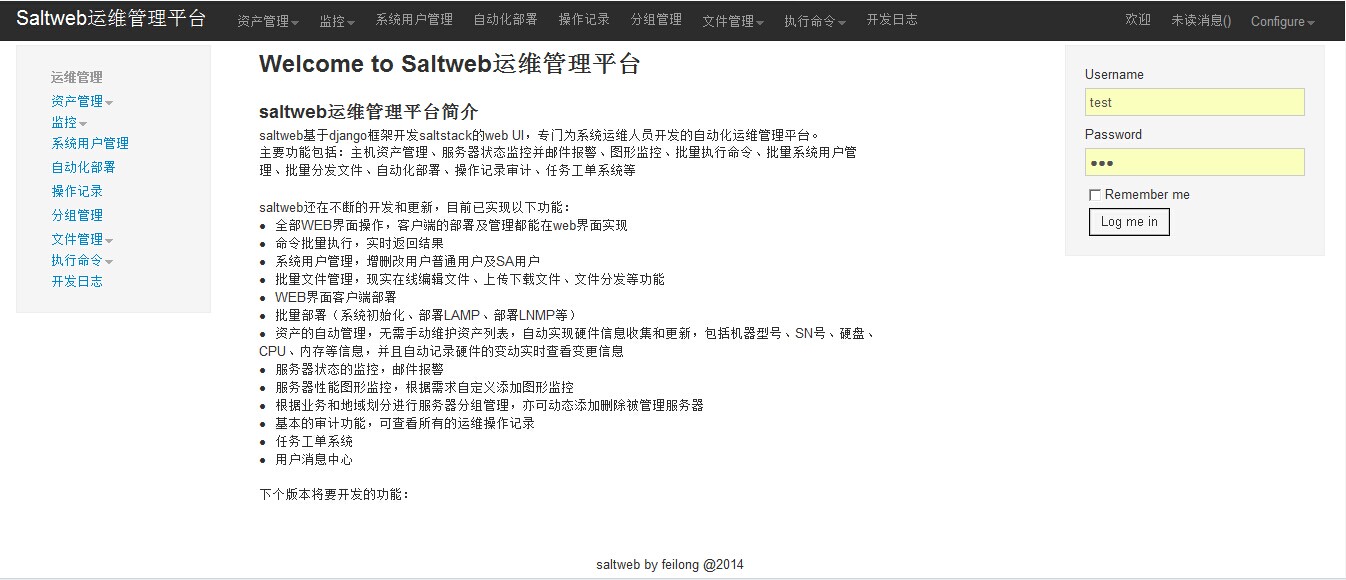 Saltweb运维管理平台 资产管理 监控 系统用户管理 自动化部署 操作记录 分组管理 文件管理 执行命令 开发日志 欢迎 未读消息() Configure
运维管理
资产管理
监控
系统用户管理
自动化部署
操作记录
分组管理
文件管理
执行命令
开发日志
Welcome to Saltweb运维管理平台
saltweb运维管理平台简介
saltweb基于django框架开发saltstack的web UI，专门为系统运维人员开发的自动化运维管理平台。
主要功能包括：主机资产管理、服务器状态监控并邮件报警、图形监控、批量执行命令、批量系统用户管
理、批量分发文件、自动化部署、操作记录审计、任务工单系统等
saltweb还在不断的开发和更新，目前已实现以下功能：
● 全部WEB界面操作，客户端的部署及管理都能在web界面实现
● 命令批量执行，实时返回结果
● 系统用户管理，增删改用户普通用户及SA用户
● 批量文件管理，现实在线编辑文件、上传下载文件、文件分发等功能
● WEB界面客户端部署
● 批量部署（系统初始化、部署LAMP、部署LNMP等）
● 资产的自动管理，无需手动维护资产列表，自动实现硬件信息收集和更新，包括机器型号、SN号、硬盘、
CPU、内存等信息，并且自动记录硬件的变动实时查看变更信息
● 服务器状态的监控，邮件报警
● 服务器性能图形监控，根据需求自定义添加图形监控
● 根据业务和地域划分进行服务器分组管理，亦可动态添加删除被管理服务器
● 基本的审计功能，可查看所有的运维操作记录
● 任务工单系统
● 用户消息中心
下个版本将要开发的功能：
Username
test
Password
●●●
Remember me
Log me in
saltweb by feilong @2014